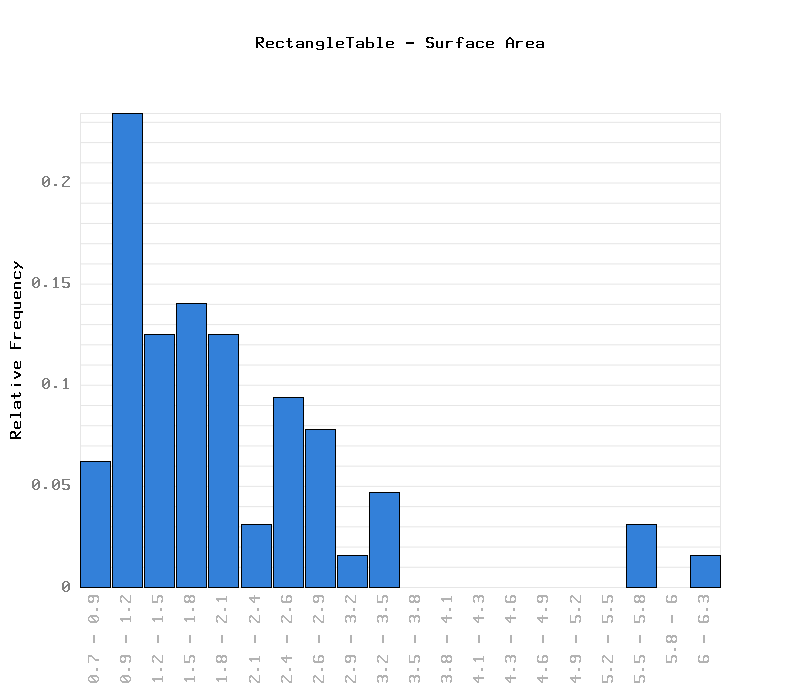 RectangleTable - Surface Area
Relative Frequency
0.2
0.15
0.1
0.05
0
0.7 - 0.9
0.9 - 1.2
1.2 - 1.5
1.5 - 1.8
1.8 - 2.1
2.1 - 2.4
2.4 - 2.6
2.6 - 2.9
2.9 - 3.2
3.2 - 3.5
3.5 - 3.8
3.8 - 4.1
4.1 - 4.3
4.3 - 4.6
4.6 - 4.9
4.9 - 5.2
5.2 - 5.5
5.5 - 5.8
5.8 - 6
6 - 6.3